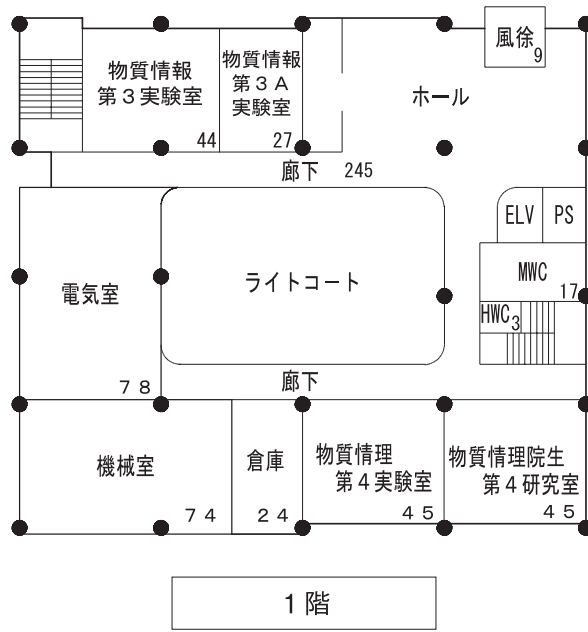 風徐
9
物質情報
第３実験室
44
物質情報
第３Ａ
実験室
27
ホール
廊下 245
ELV
PS
MWC
17
HWC
3
電気室
７８
ライトコート
廊下
機械室
７４
倉庫
２４
物質情理
第４実験室
４５
物質情理院生
第４研究室
４５
１階